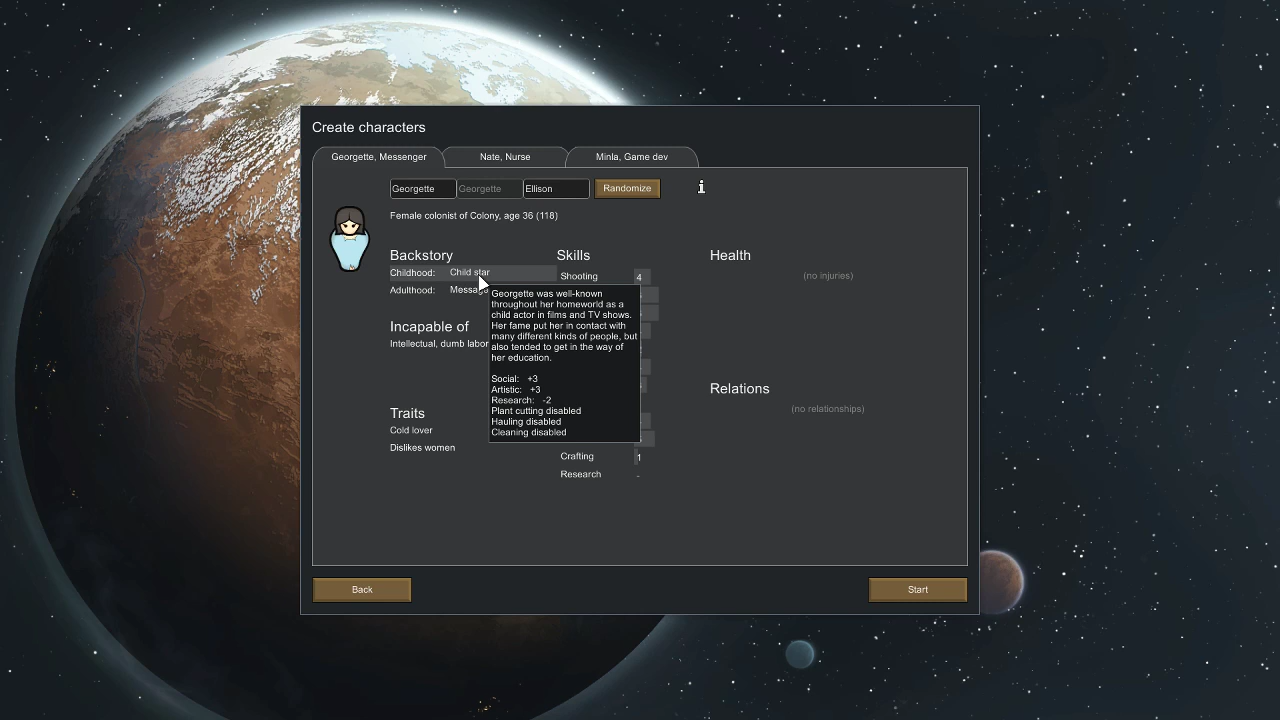 Create characters
Georgette, Messenger
Nate, Nurse
Minla, Game dev
Georgette
Georgette
Ellison
Randomize
i
Female colonist of Colony, age 36 (118)
Backstory
Skills
Health
Childhood: Child star
Shooting 4
(no injuries)
Adulthood:
Georgette was well-known
throughout her homeworld as a
child actor in films and TV shows.
Her fame put her in contact with
many different kinds of people, but
also tended to get in the way of
her education.
Social: +3
Artistic: +3
Research: -2
Plant cutting disabled
Hauling disabled
Cleaning disabled
Incapable of
Intellectual, dumb labor
Relations
(no relationships)
Traits
Cold lover
Dislikes women
Crafting 1
Research -
Back
Start